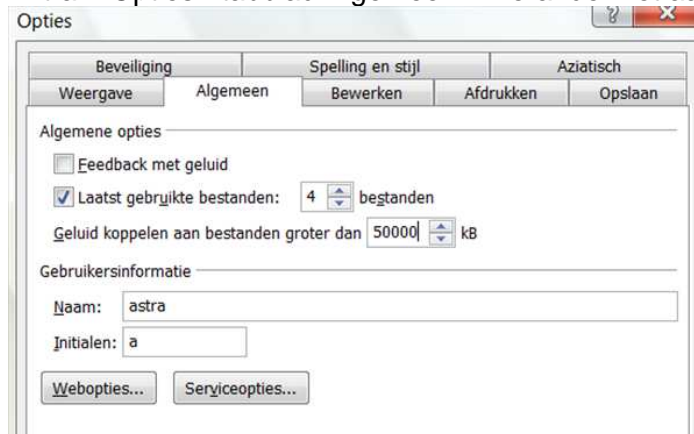 Opties
Beveiliging Spelling en stijl Aziatisch
Weergave Algemeen Bewerken Afdrukken Opslaan
Algemene opties
Feedback met geluid
Laatst gebruikte bestanden: 4 bestanden
Geluid koppelen aan bestanden groter dan 50000 kB
Gebruikersinformatie
Naam: astra
Initialen: a
Webopties... Serviceopties...